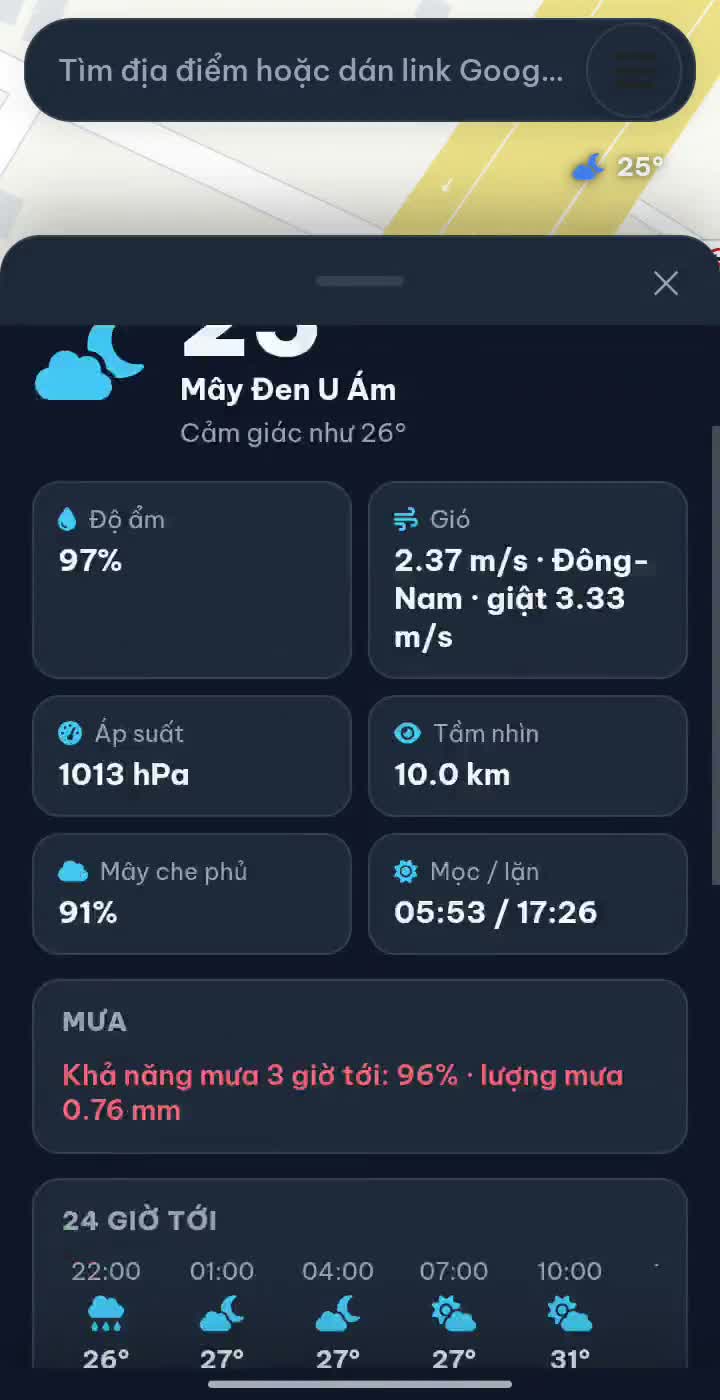 Tìm địa điểm hoặc dán link Goog...
25°
25
Mây Đen U Ám
Cảm giác như 26°
Độ ẩm
97%
Gió
2.37 m/s · Đông-
Nam · giật 3.33
m/s
Áp suất
1013 hPa
Tầm nhìn
10.0 km
Mây che phủ
91%
Mọc / lặn
05:53 / 17:26
MƯA
Khả năng mưa 3 giờ tới: 96% · lượng mưa
0.76 mm
24 GIỜ TỚI
22:00 01:00 04:00 07:00 10:00
26° 27° 27° 27° 31°